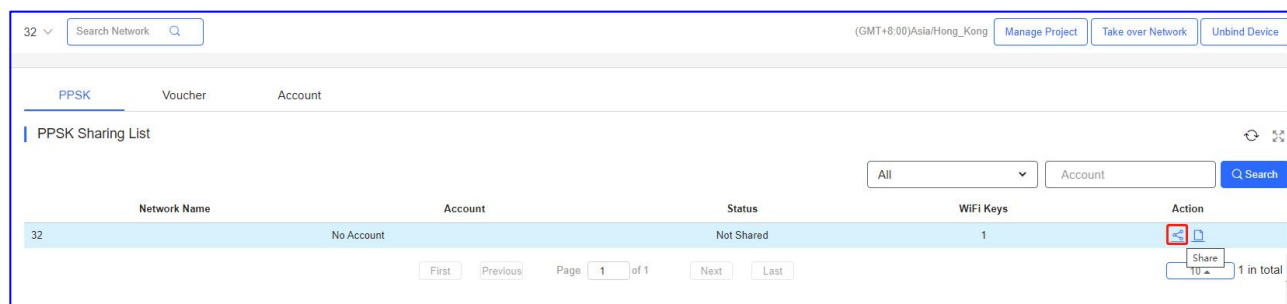 32 Search Network (GMT+8:00)Asia/Hong_Kong Manage Project Take over Network Unbind Device
PPSK Voucher Account
PPSK Sharing List
All Account Search
Network Name Account Status WiFi Keys Action
32 No Account Not Shared 1
Share
First Previous Page 1 of 1 Next Last 10 1 in total